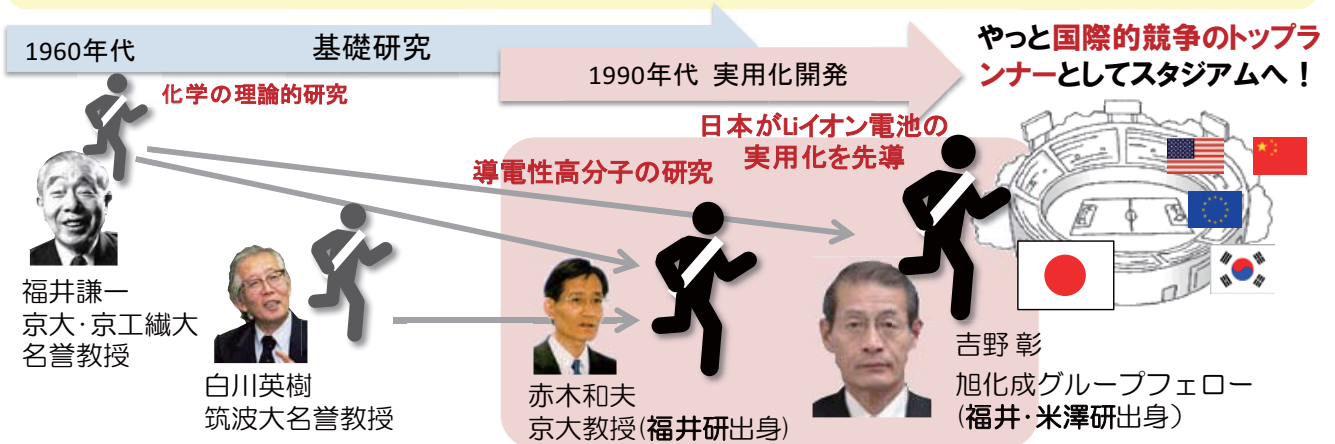 1960年代
基礎研究
1990年代 実用化開発
やっと国際的競争のトップラ
ンナーとしてスタジアムへ！
化学の理論的研究
日本がLiイオン電池の
実用化を先導
導電性高分子の研究
福井謙一
京大・京工繊大
名誉教授
白川英樹
筑波大名誉教授
赤木和夫
京大教授(福井研出身)
吉野 彰
旭化成グループフェロー
(福井・米澤研出身）